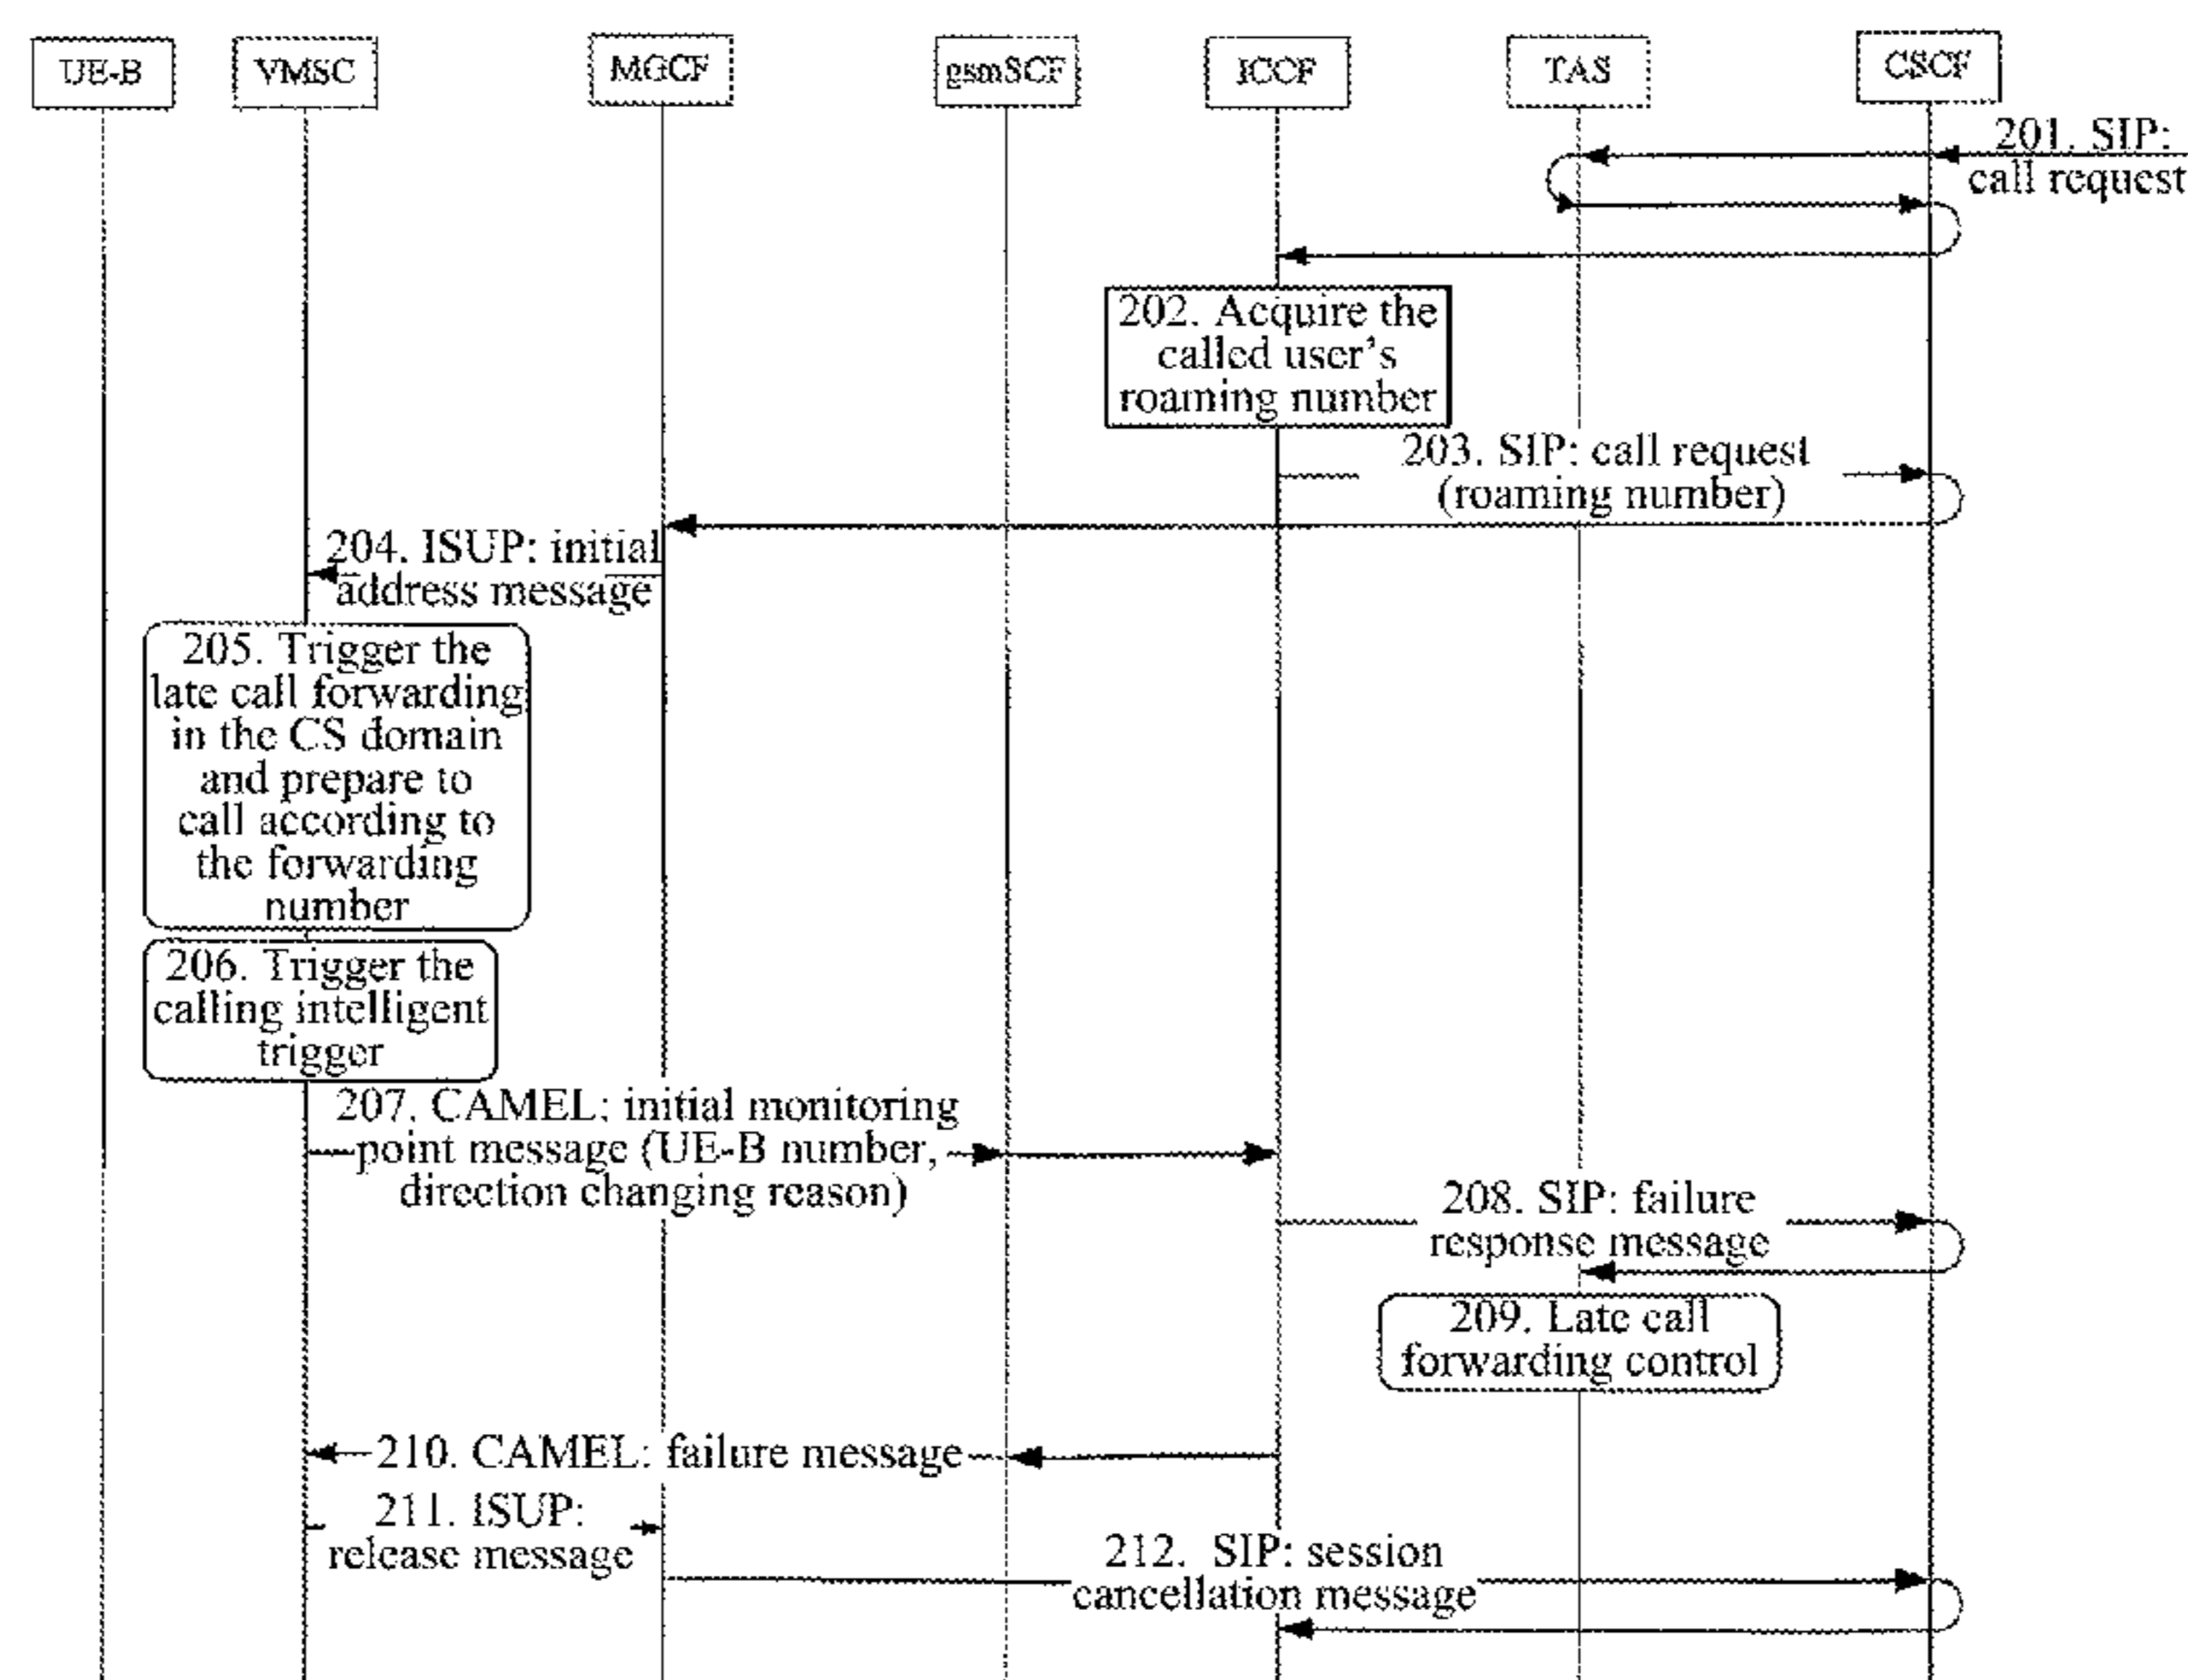 UE-B
VMSC
MGCF
gsmSCF
ICCF
TAS
CSCF
201. SIP:
call request
202. Acquire the
called user's
roaming number
203. SIP: call request
(roaming number)
204. ISUP: initial
address message
205. Trigger the
late call forwarding
in the CS domain
and prepare to
call according to
the forwarding
number
206. Trigger the
calling intelligent
trigger
207. CAMEL: initial monitoring
point message (UE-B number,
direction changing reason)
208. SIP: failure
response message
209. Late call
forwarding control
210. CAMEL: failure message
211. ISUP:
release message
212. SIP: session
cancellation message